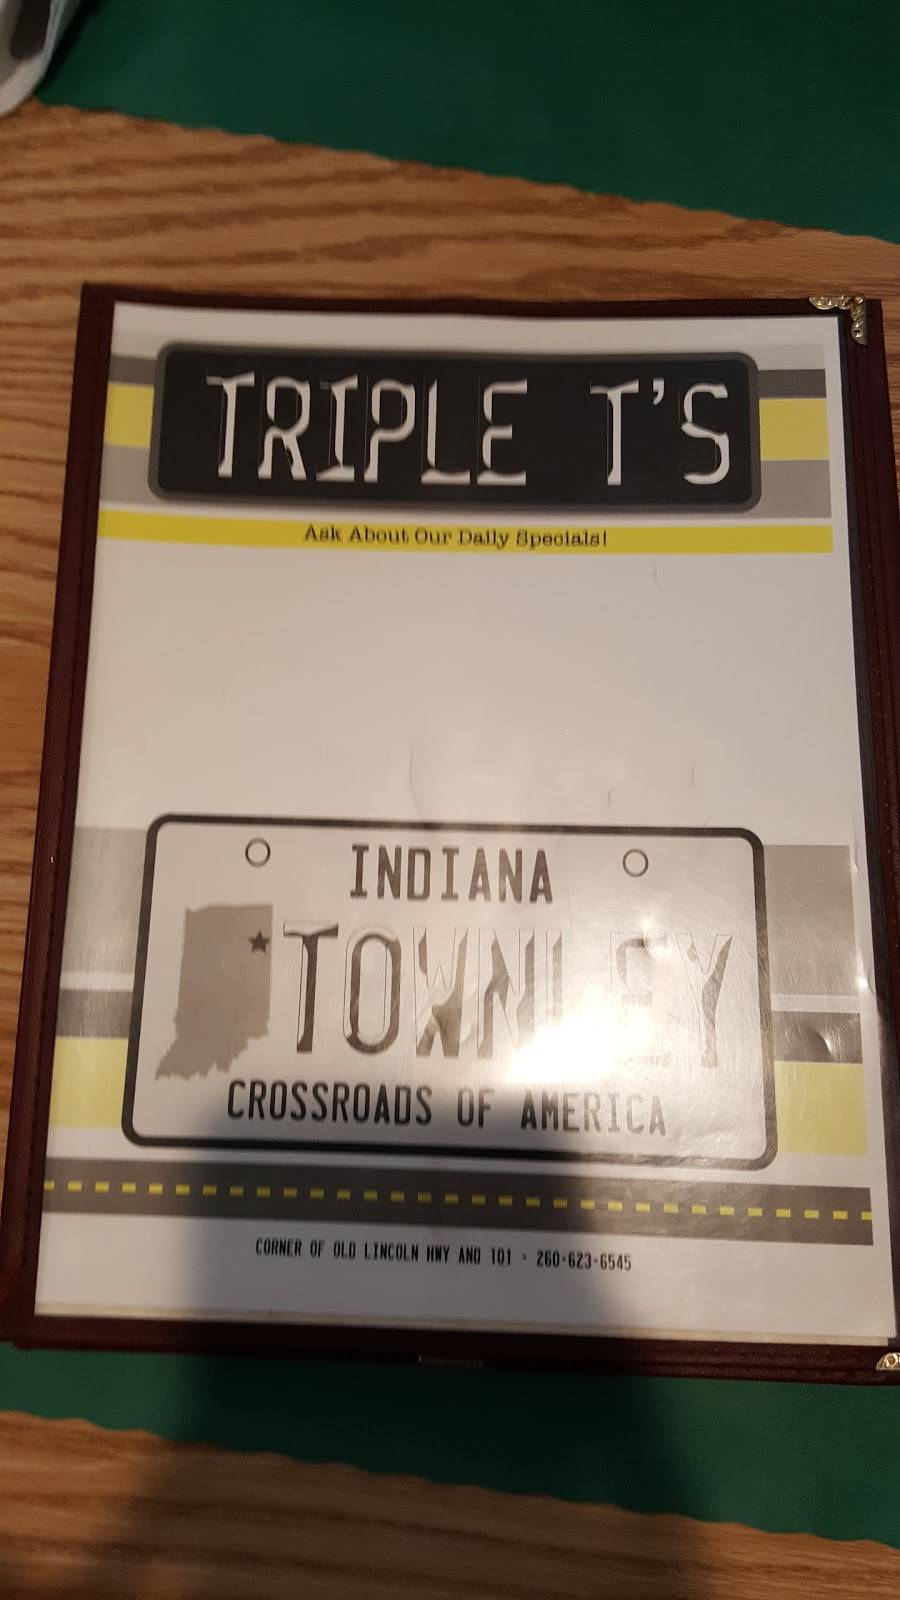 TRIPLE T'S
Ask About Our Daily Specials!
INDIANA
TOWNLEY
CROSSROADS OF AMERICA
CORNER OF OLD LINCOLN HWY AND 101 · 260-623-6545